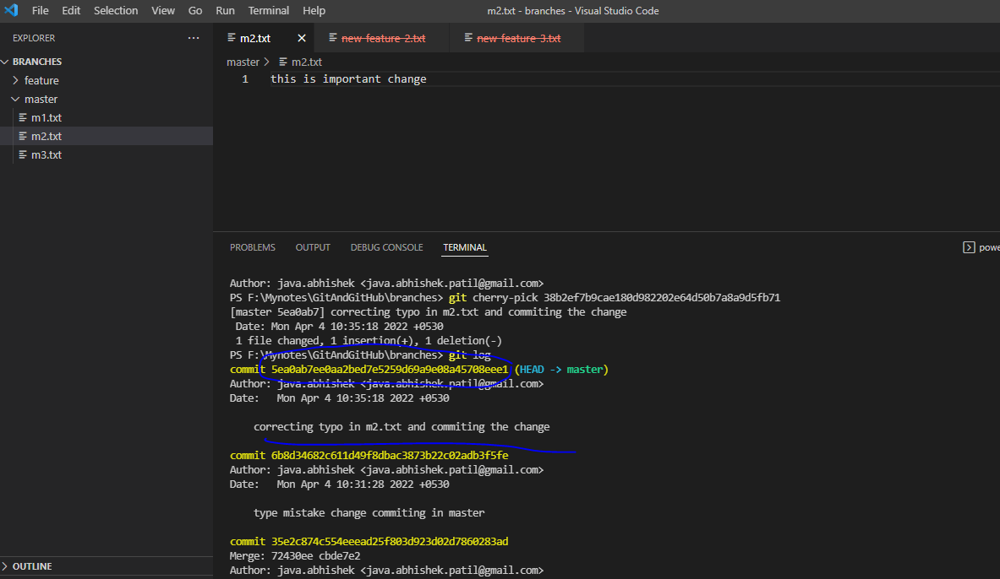 File Edit Selection View Go Run Terminal Help
m2.txt - branches - Visual Studio Code
EXPLORER
BRANCHES
feature
master
m1.txt
m2.txt
m3.txt
OUTLINE
m2.txt new-feature-2.txt new-feature-3.txt
master > m2.txt
1 this is important change
PROBLEMS OUTPUT DEBUG CONSOLE TERMINAL
powe
Author: java.abhishek <java.abhishek.patil@gmail.com>
PS F:\Mynotes\GitAndGitHub\branches> git cherry-pick 38b2ef7b9cae180d982202e64d50b7a8a9d5fb71
[master 5ea0ab7] correcting typo in m2.txt and commiting the change
Date: Mon Apr 4 10:35:18 2022 +0530
1 file changed, 1 insertion(+), 1 deletion(-)
PS F:\Mynotes\GitAndGitHub\branches> git log
commit 5ea0ab7ee0aa2bed7e5259d69a9e08a45708eee1 (HEAD -> master)
Author: java.abhishek <java.abhishek.patil@gmail.com>
Date: Mon Apr 4 10:35:18 2022 +0530
correcting typo in m2.txt and commiting the change
commit 6b8d34682c611d49f8dbac3873b22c02adb3f5fe
Author: java.abhishek <java.abhishek.patil@gmail.com>
Date: Mon Apr 4 10:31:28 2022 +0530
type mistake change commiting in master
commit 35e2c874c554eeead25f803d923d02d7860283ad
Merge: 72430ee cbde7e2
Author: java.abhishek <java.abhishek.patil@gmail.com>